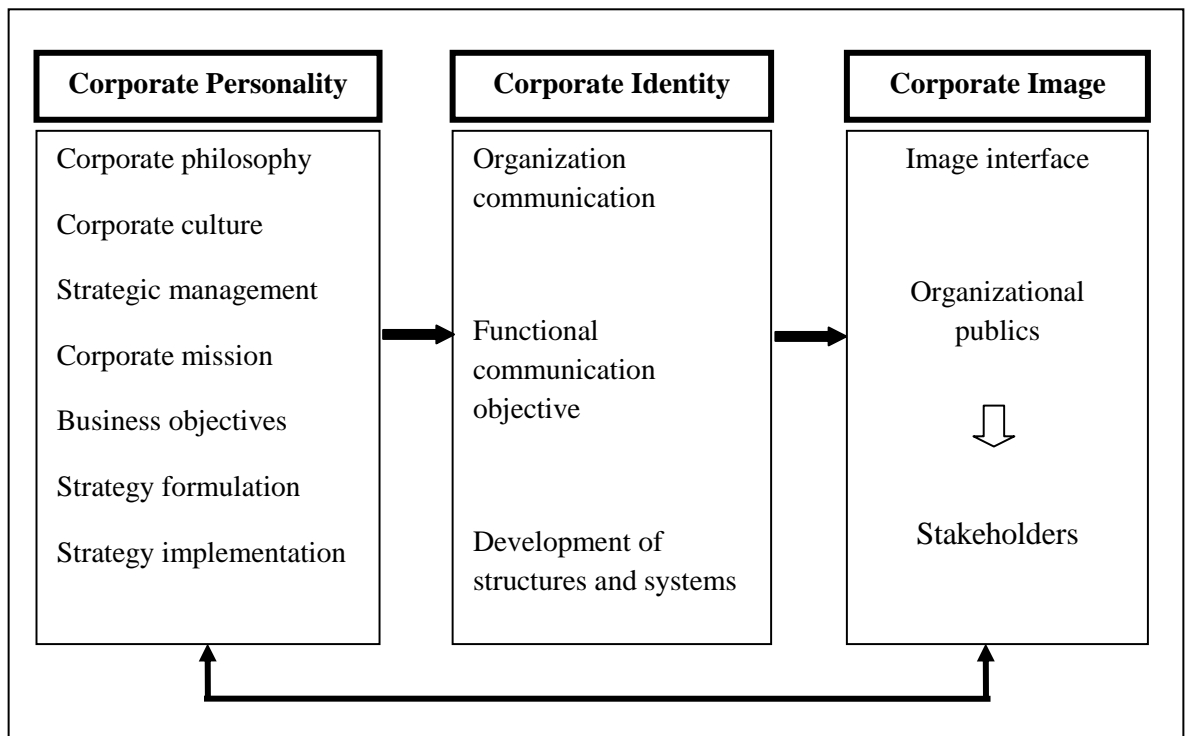 Corporate Personality
Corporate philosophy
Corporate culture
Strategic management
Corporate mission
Business objectives
Strategy formulation
Strategy implementation
Corporate Identity
Organization
communication
Functional
communication
objective
Development of
structures and systems
Corporate Image
Image interface
Organizational
publics
Stakeholders